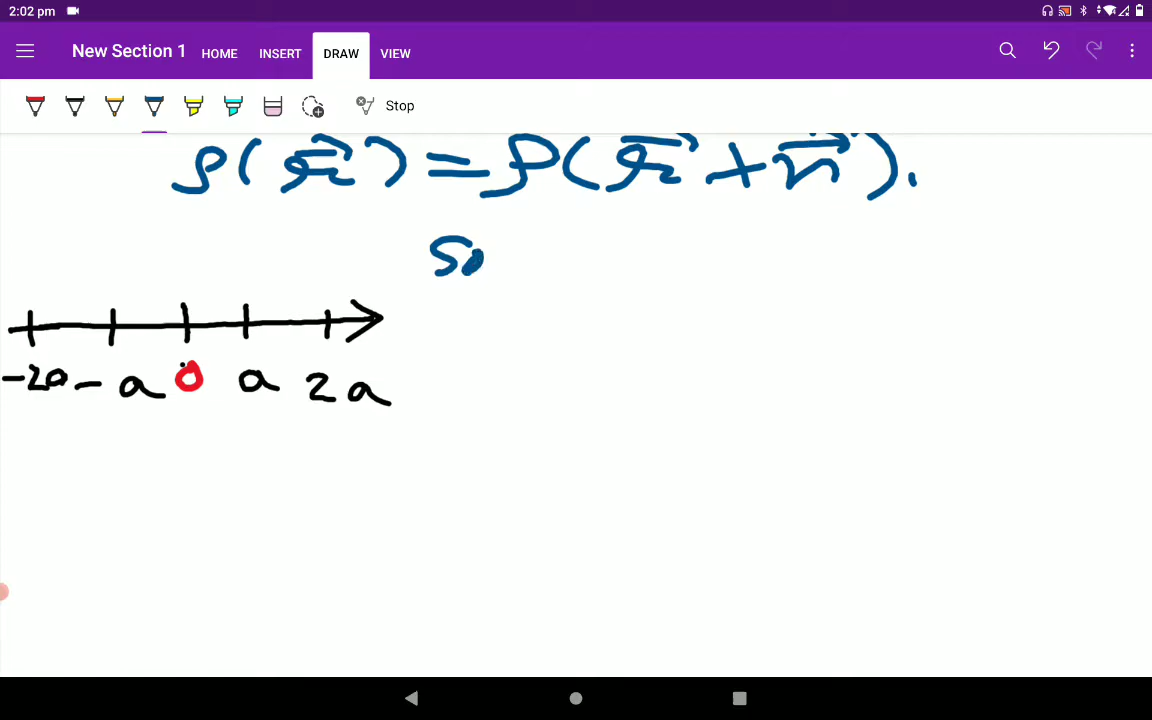 2:02 pm
New Section 1 HOME INSERT DRAW VIEW
Stop
ρ(r⃗) = ρ(r⃗ + n⃗).
So
-2a -a 0 a 2a